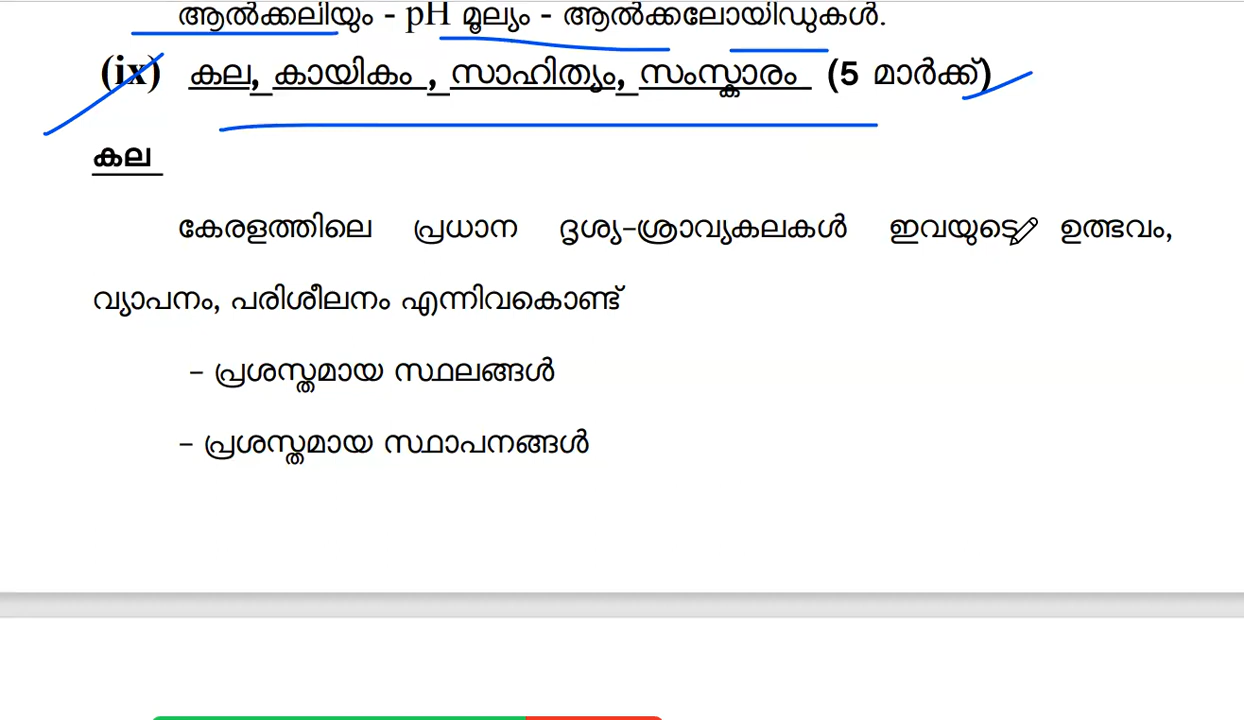 ആൽക്കലിയും - pH മൂല്യം - ആൽക്കലോയിഡുകൾ.
(ix) കല, കായികം , സാഹിത്യം, സംസ്കാരം (5 മാർക്ക്)
കല
കേരളത്തിലെ പ്രധാന ദൃശ്യ-ശ്രാവ്യകലകൾ ഇവയുടെ ഉത്ഭവം,
വ്യാപനം, പരിശീലനം എന്നിവകൊണ്ട്
– പ്രശസ്തമായ സ്ഥലങ്ങൾ
– പ്രശസ്തമായ സ്ഥാപനങ്ങൾ